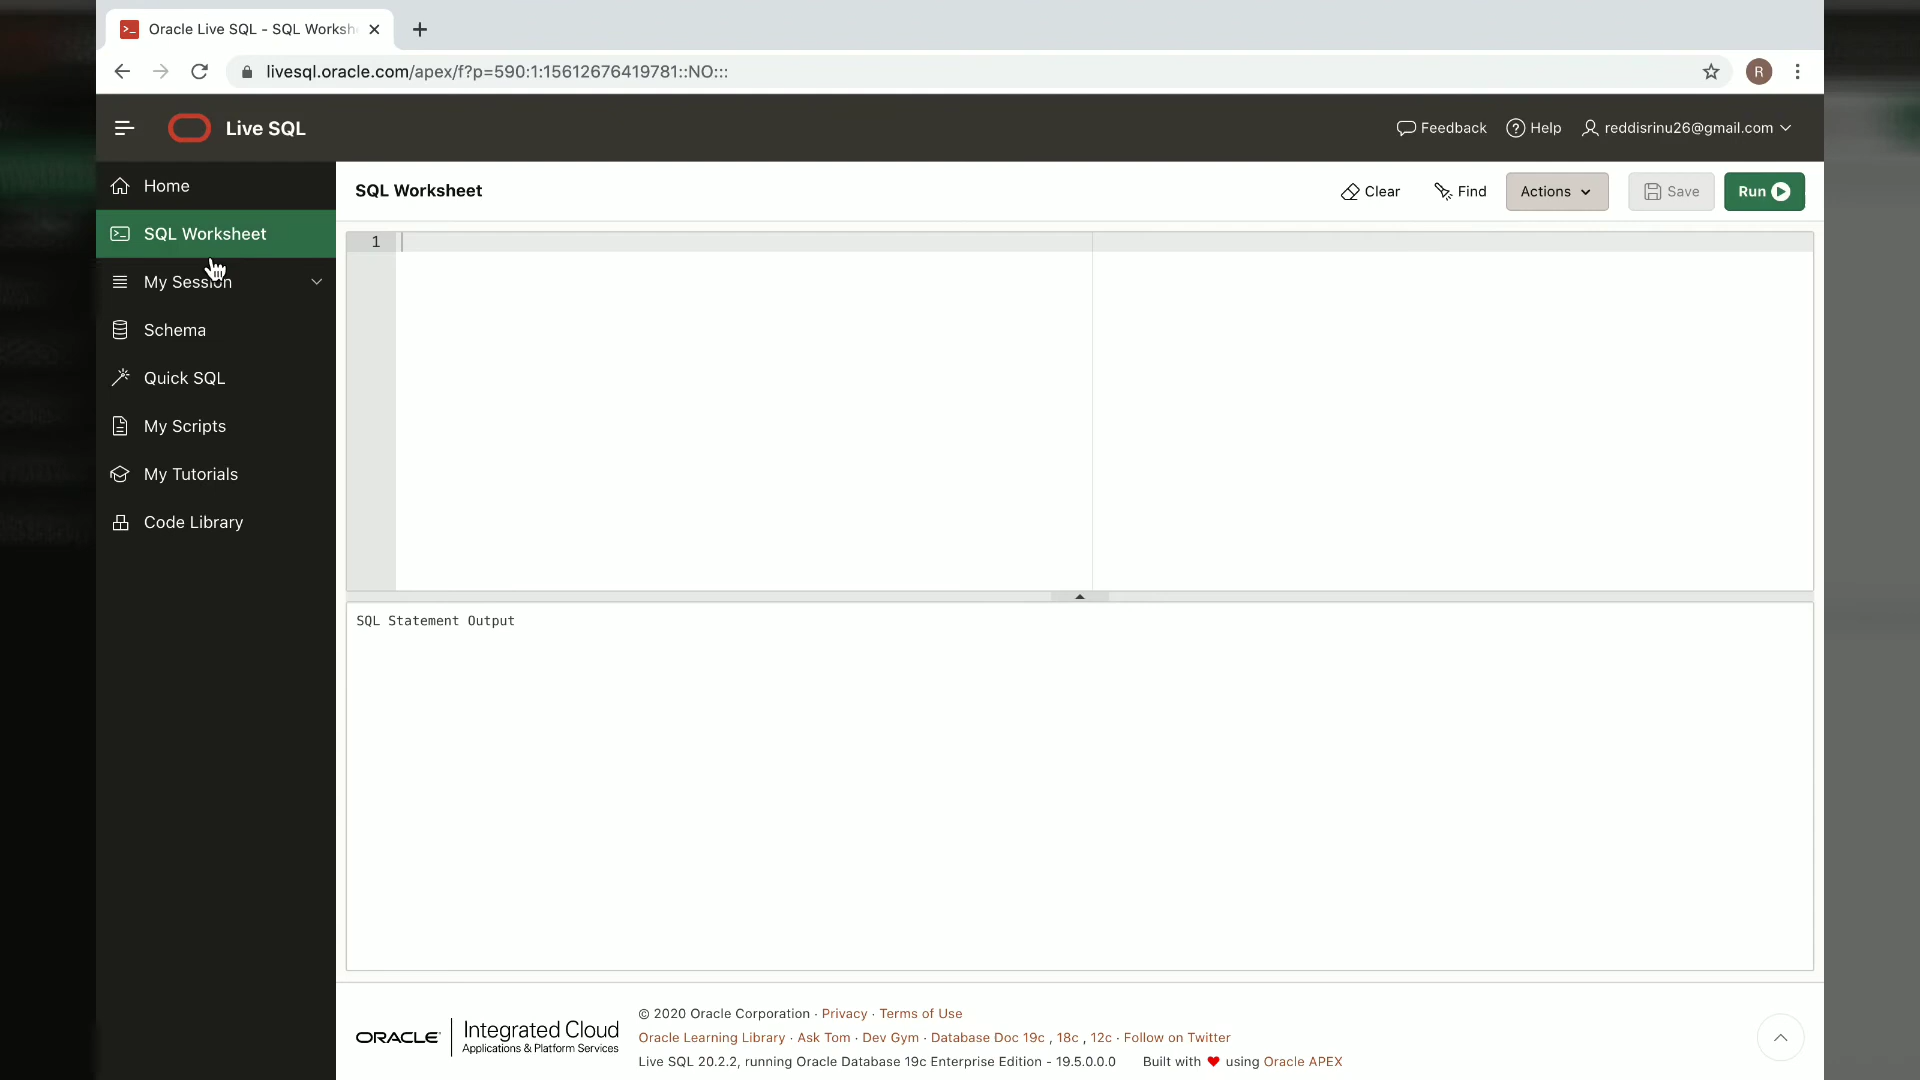 Oracle Live SQL - SQL Worksh
livesql.oracle.com/apex/f?p=590:1:15612676419781::NO:::
R
Live SQL
Feedback
Help
reddisrinu26@gmail.com
Home
SQL Worksheet
My Session
Schema
Quick SQL
My Scripts
My Tutorials
Code Library
SQL Worksheet
Clear
Find
Actions
Save
Run
1
SQL Statement Output
ORACLE
Integrated Cloud
Applications & Platform Services
© 2020 Oracle Corporation · Privacy · Terms of Use
Oracle Learning Library · Ask Tom · Dev Gym · Database Doc 19c , 18c , 12c · Follow on Twitter
Live SQL 20.2.2, running Oracle Database 19c Enterprise Edition - 19.5.0.0.0 Built with ♥ using Oracle APEX